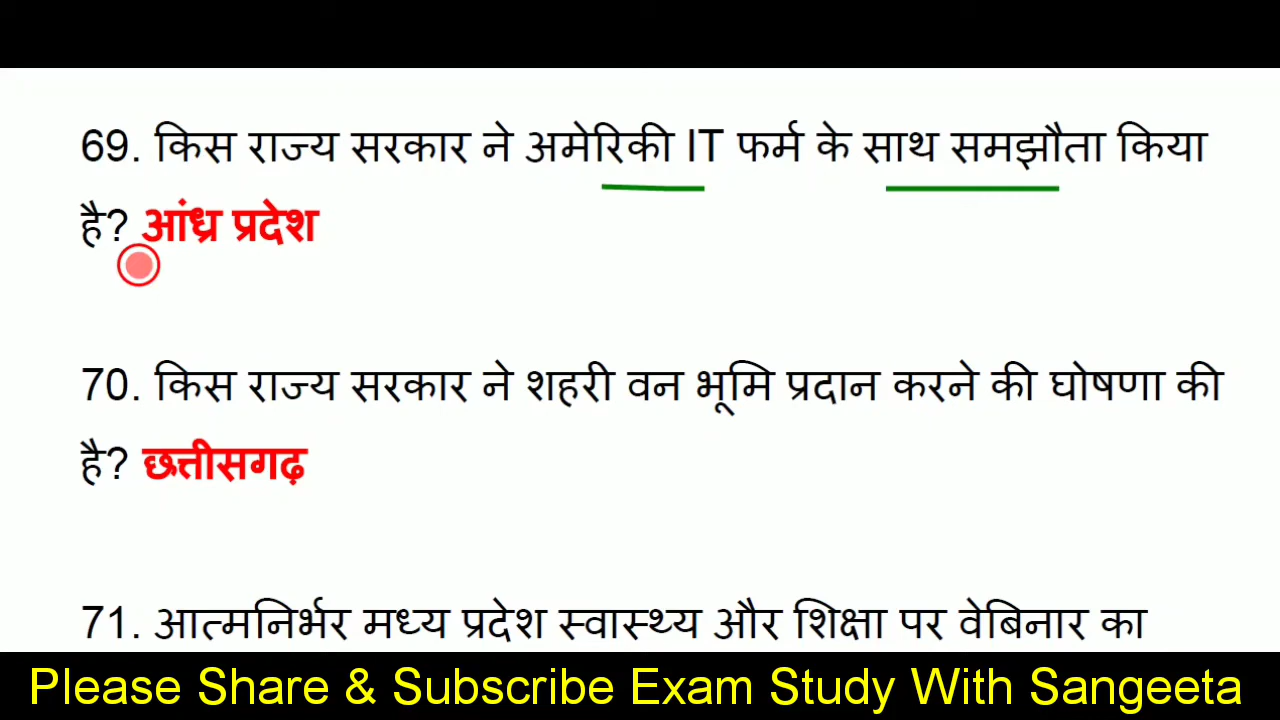 69. किस राज्य सरकार ने अमेरिकी IT फर्म के साथ समझौता किया
है? आंध्र प्रदेश
70. किस राज्य सरकार ने शहरी वन भूमि प्रदान करने की घोषणा की
है? छत्तीसगढ़
71. आत्मनिर्भर मध्य प्रदेश स्वास्थ्य और शिक्षा पर वेबिनार का
Please Share & Subscribe Exam Study With Sangeeta